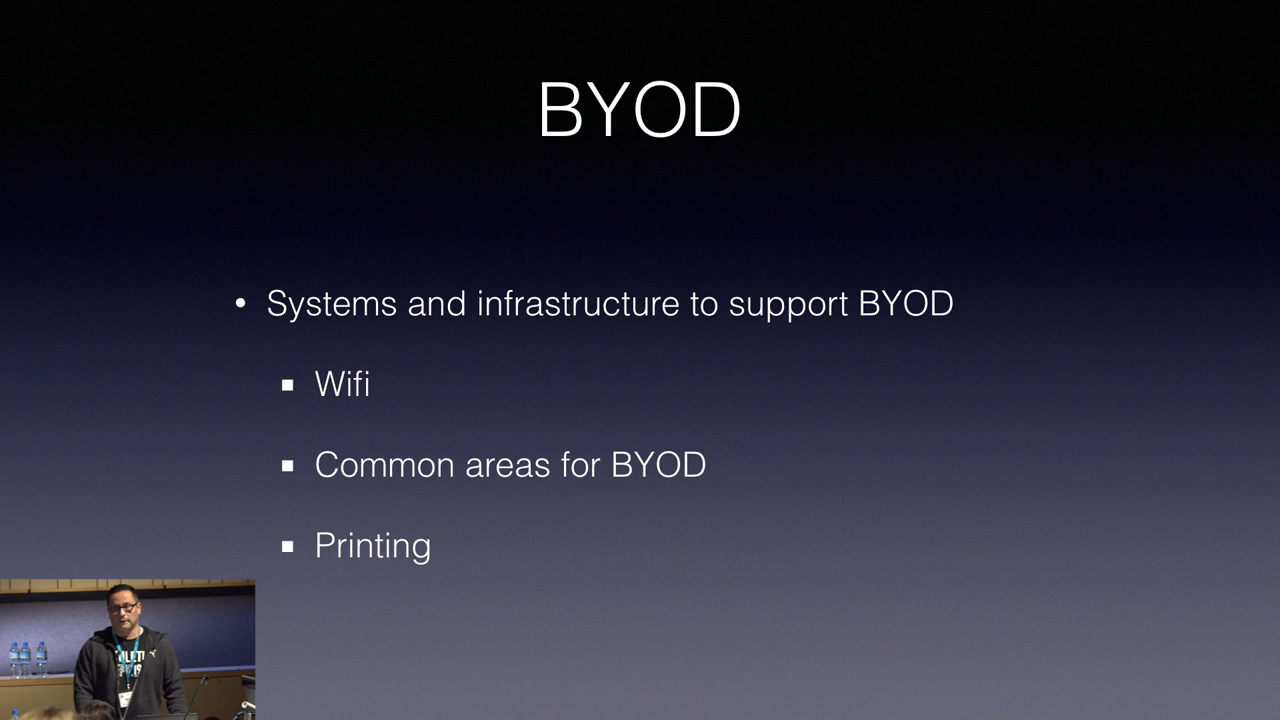 BYOD
• Systems and infrastructure to support BYOD
▪ Wifi
▪ Common areas for BYOD
▪ Printing